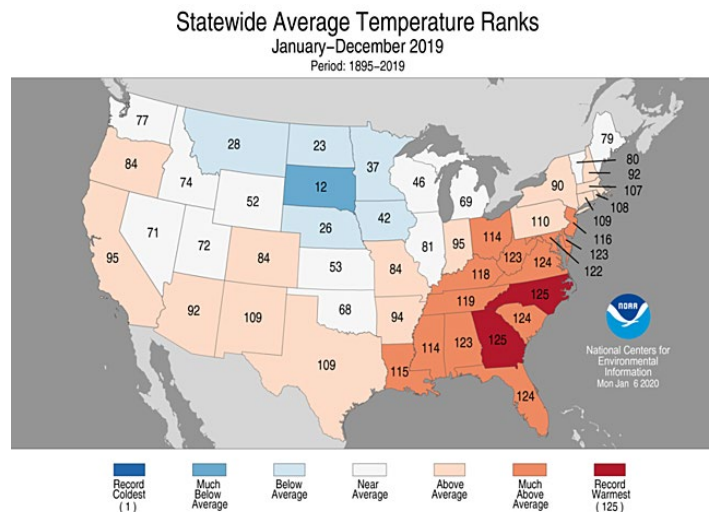 Statewide Average Temperature Ranks
January–December 2019
Period: 1895–2019
77
28
23
37
79
84
74
12
46
80
92
52
69
90
107
71
72
26
42
108
110
109
95
84
53
84
81
95
114
116
123
118
123
124
122
92
109
68
94
119
125
109
115
114
123
125
124
124
NOAA
National Centers for
Environmental
Information
Mon Jan 6 2020
Record
Coldest
(1)
Much
Below
Average
Below
Average
Near
Average
Above
Average
Much
Above
Average
Record
Warmest
(125)